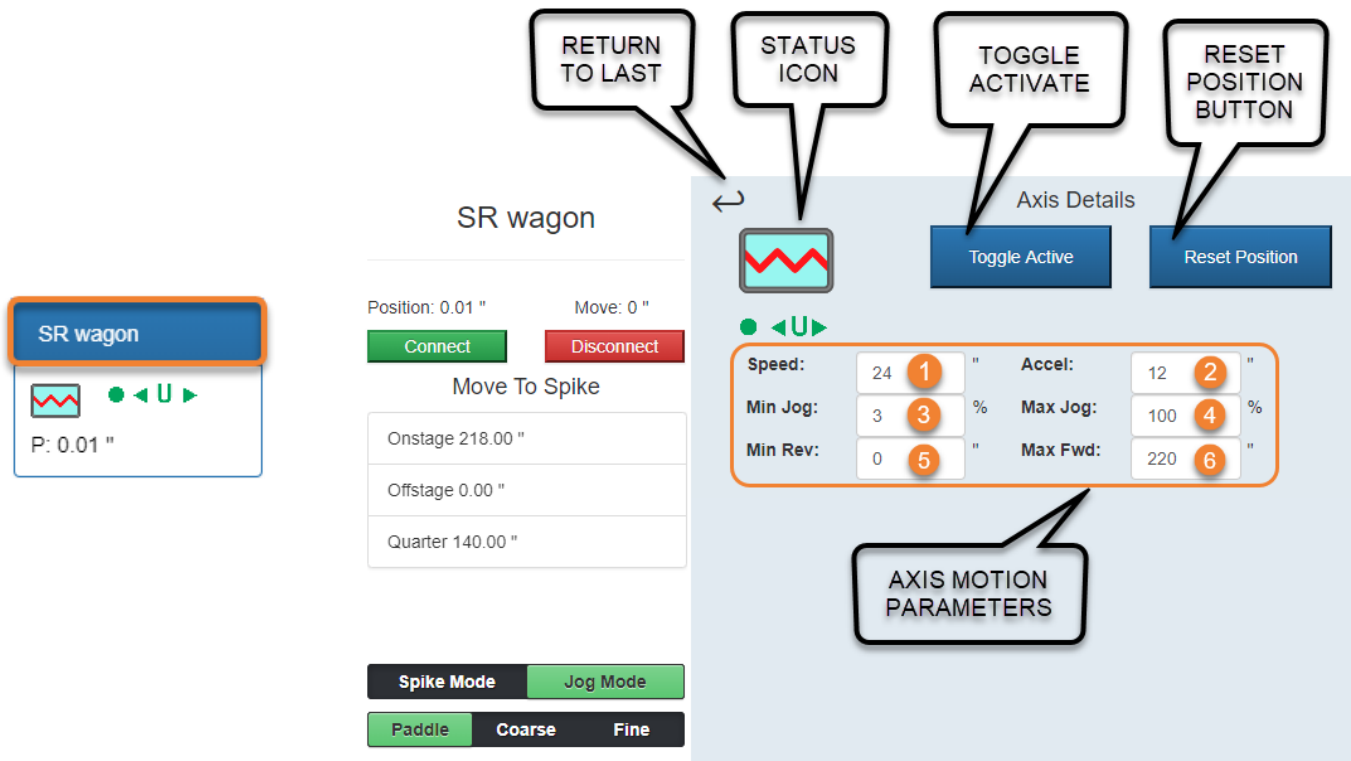 RETURN
TO LAST
STATUS
ICON
TOGGLE
ACTIVATE
RESET
POSITION
BUTTON
SR wagon
U
P: 0.01 "
SR wagon
Position: 0.01 " Move: 0 "
Connect Disconnect
Move To Spike
Onstage 218.00 "
Offstage 0.00 "
Quarter 140.00 "
Spike Mode Jog Mode
Paddle Coarse Fine
Axis Details
Toggle Active Reset Position
U
Speed: 24 1 " Accel: 12 2 "
Min Jog: 3 3 % Max Jog: 100 4 %
Min Rev: 0 5 " Max Fwd: 220 6 "
AXIS MOTION
PARAMETERS